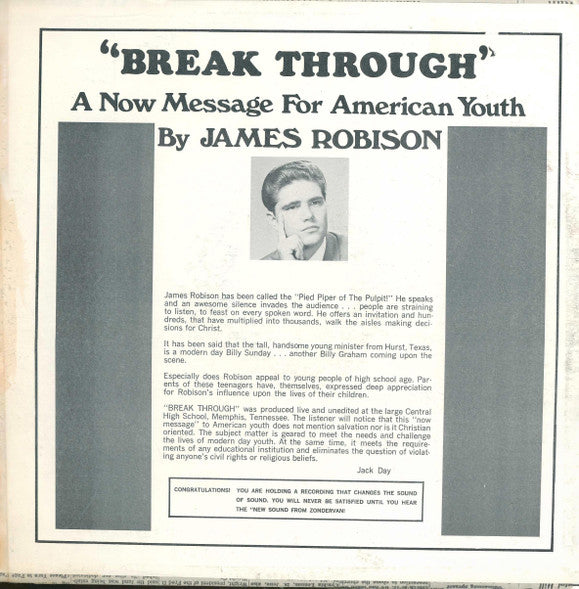 “BREAK THROUGH”
A Now Message For American Youth
By JAMES ROBISON
James Robison has been called the "Pied Piper of The Pulpit!" He speaks
and an awesome silence invades the audience . . . people are straining
to listen, to feast on every spoken word. He offers an invitation and hun-
dreds, that have multiplied into thousands, walk the aisles making deci-
sions for Christ.
It has been said that the tall, handsome young minister from Hurst, Texas,
is a modern day Billy Sunday . . . another Billy Graham coming upon the
scene.
Especially does Robison appeal to young people of high school age. Par-
ents of these teenagers have, themselves, expressed deep appreciation
for Robison's influence upon the lives of their children.
"BREAK THROUGH" was produced live and unedited at the large Central
High School, Memphis, Tennessee. The listener will notice that this "now
message" to American youth does not mention salvation nor is it Christian
oriented. The subject matter is geared to meet the needs and challenge
the lives of modern day youth. At the same time, it meets the require-
ments of any educational institution and eliminates the question of violat-
ing anyone's civil rights or religious beliefs.
Jack Day
CONGRATULATIONS! YOU ARE HOLDING A RECORDING THAT CHANGES THE SOUND
OF SOUND. YOU WILL NEVER BE SATISFIED UNTIL YOU HEAR
THE "NEW SOUND FROM ZONDERVAN!